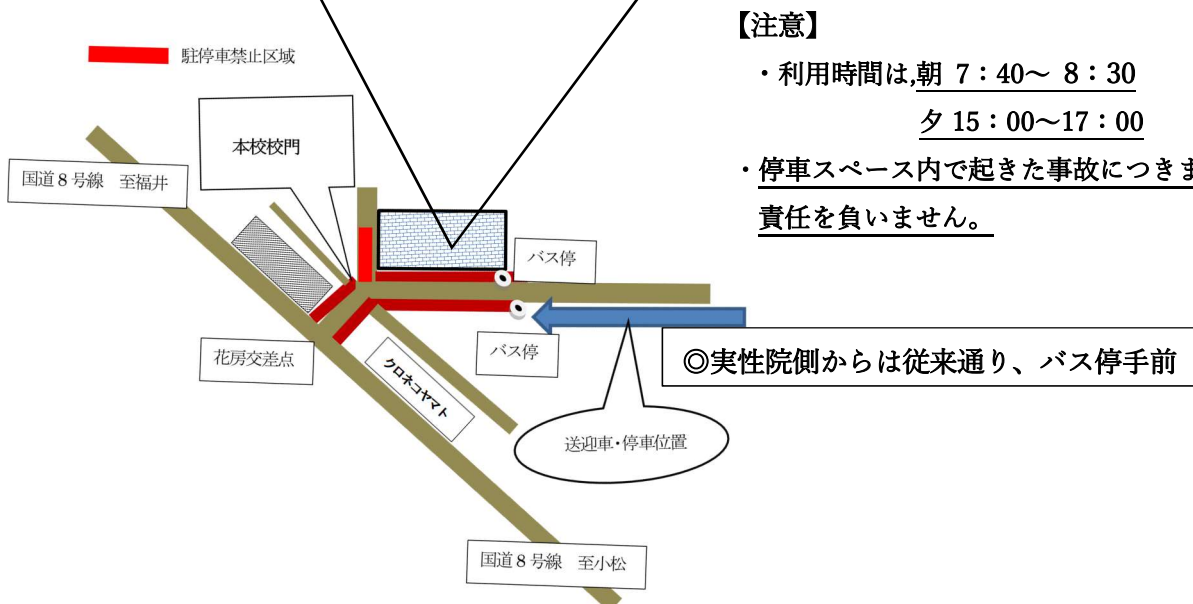 【注意】
駐停車禁止区域
・利用時間は,朝 7：40～ 8：30
夕 15：00～17：00
本校校門
国道８号線　至福井
・停車スペース内で起きた事故につきま
責任を負いません。
バス停
花房交差点
バス停
クロネコヤマト
◎実性院側からは従来通り、バス停手前
送迎車・停車位置
国道８号線　至小松